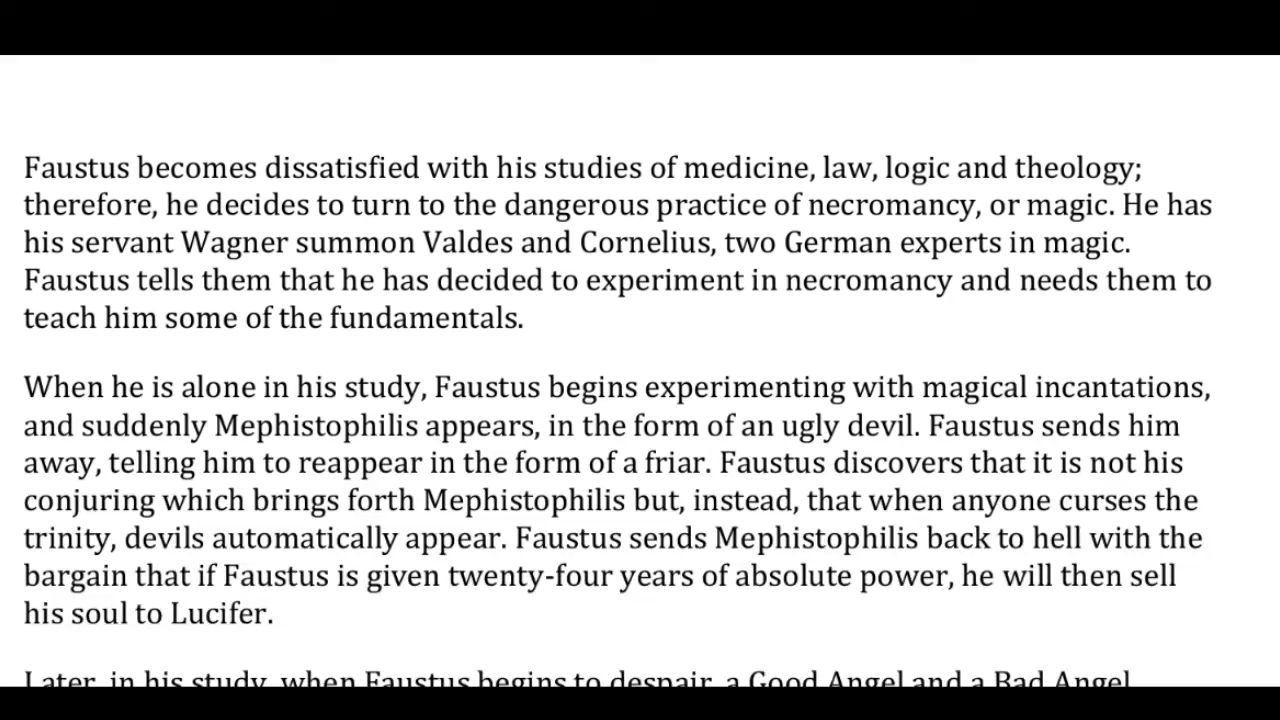 Faustus becomes dissatisfied with his studies of medicine, law, logic and theology;
therefore, he decides to turn to the dangerous practice of necromancy, or magic. He has
his servant Wagner summon Valdes and Cornelius, two German experts in magic.
Faustus tells them that he has decided to experiment in necromancy and needs them to
teach him some of the fundamentals.
When he is alone in his study, Faustus begins experimenting with magical incantations,
and suddenly Mephistophilis appears, in the form of an ugly devil. Faustus sends him
away, telling him to reappear in the form of a friar. Faustus discovers that it is not his
conjuring which brings forth Mephistophilis but, instead, that when anyone curses the
trinity, devils automatically appear. Faustus sends Mephistophilis back to hell with the
bargain that if Faustus is given twenty-four years of absolute power, he will then sell
his soul to Lucifer.
Later, in his study, when Faustus begins to despair, a Good Angel and a Bad Angel